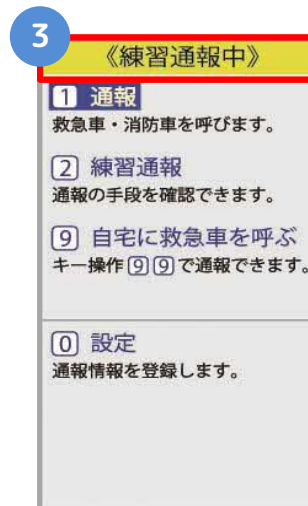 3
《練習通報中》
1 通報
救急車・消防車を呼びます。
2 練習通報
通報の手段を確認できます。
9 自宅に救急車を呼ぶ
キー操作99で通報できます。
0 設定
通報情報を登録します。